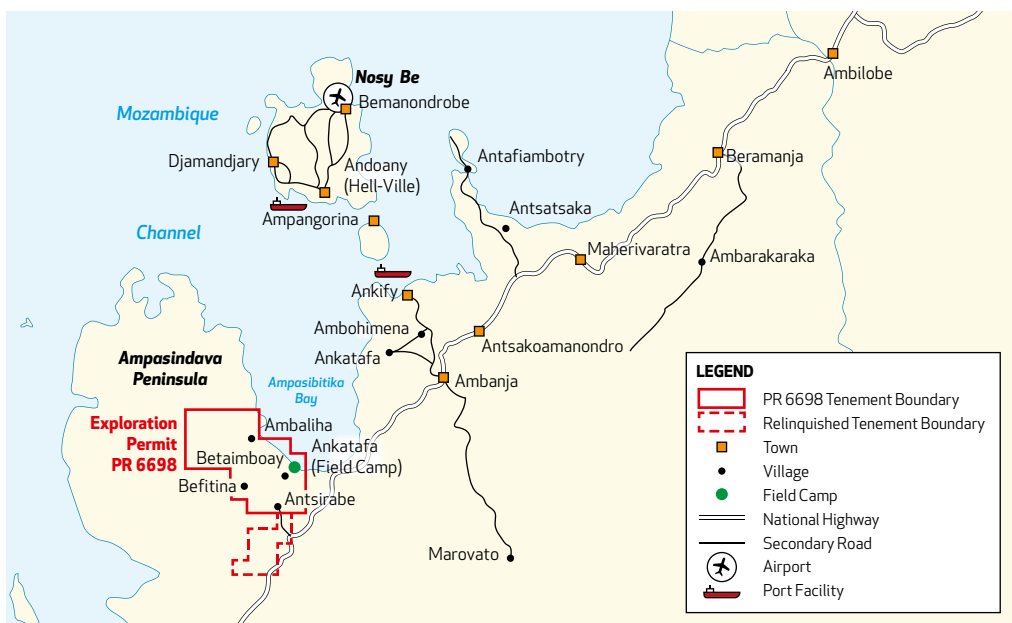 Nosy Be
Bemanondrobe
Ambilobe
Mozambique
Djamandjary
Andoany
(Hell-Ville)
Antafiambotry
Beramanja
Ampangorina
Antsatsaka
Channel
Maherivaratra
Ambarakaraka
Ankify
Ambohimena
Ankatafa
Antsakoamanondro
Ampasindava
Peninsula
Ampasibitika
Bay
Ambanja
Exploration
Permit
PR 6698
Ambaliha
Betaimboay
Ankatafa
(Field Camp)
Befitina
Antsirabe
Marovato
LEGEND
PR 6698 Tenement Boundary
Relinquished Tenement Boundary
Town
Village
Field Camp
National Highway
Secondary Road
Airport
Port Facility